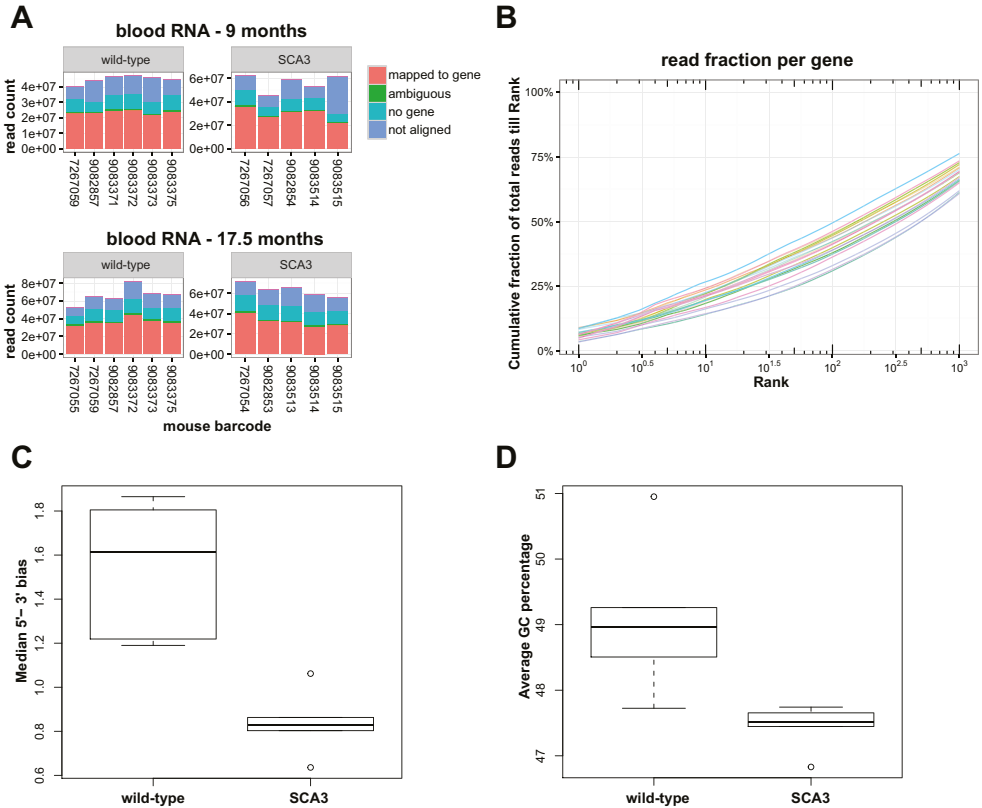 A
blood RNA - 9 months
wild-type
SCA3
read count
4e+07
3e+07
2e+07
1e+07
0e+00
6e+07
4e+07
2e+07
0e+00
7267059
9082857
9083371
9083372
9083373
9083375
7267056
7267057
9082854
9083514
9083515
mapped to gene
ambiguous
no gene
not aligned
blood RNA - 17.5 months
wild-type
SCA3
read count
8e+07
6e+07
4e+07
2e+07
0e+00
6e+07
4e+07
2e+07
0e+00
7267055
7267059
9082857
9083372
9083373
9083375
7267054
9082853
9083513
9083514
9083515
mouse barcode
B
read fraction per gene
Cumulative fraction of total reads till Rank
100%
75%
50%
25%
0%
10^0
10^0.5
10^1
10^1.5
10^2
10^2.5
10^3
Rank
C
Median 5'– 3' bias
1.8
1.6
1.4
1.2
1.0
0.8
0.6
wild-type
SCA3
D
Average GC percentage
51
50
49
48
47
wild-type
SCA3